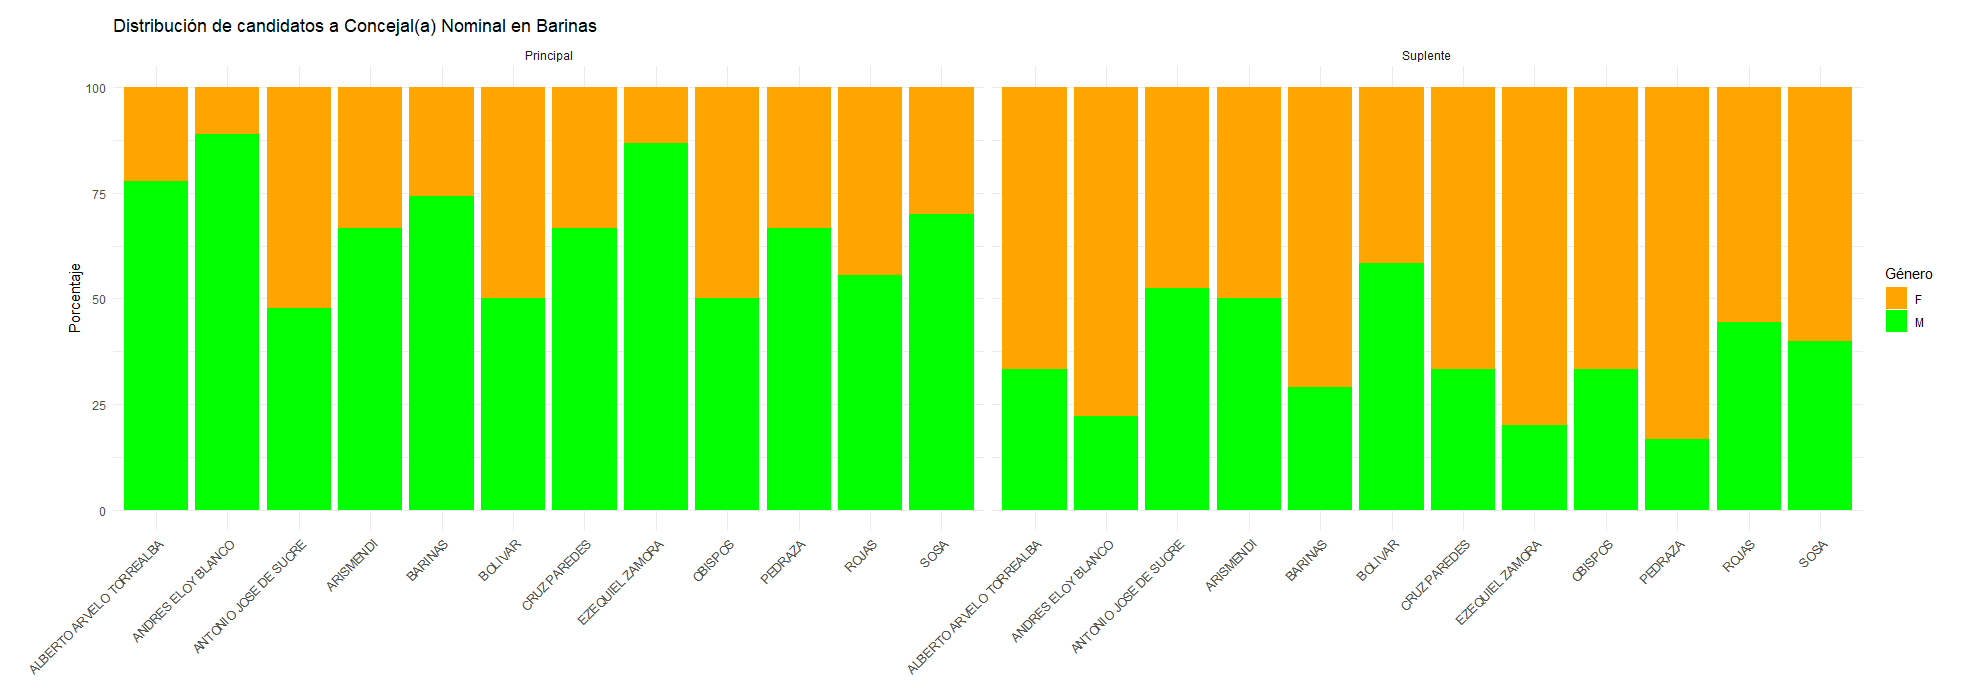 Distribución de candidatos a Concejal(a) Nominal en Barinas
Principal
Suplente
Porcentaje
100
75
50
25
0
ALBERTO ARVELO TORREALBA
ANDRES ELOY BLANCO
ANTONIO JOSE DE SUCRE
ARISMENDI
BARINAS
BOLIVAR
CRUZ PAREDES
EZEQUIEL ZAMORA
OBISPOS
PEDRAZA
ROJAS
SOSA
ALBERTO ARVELO TORREALBA
ANDRES ELOY BLANCO
ANTONIO JOSE DE SUCRE
ARISMENDI
BARINAS
BOLIVAR
CRUZ PAREDES
EZEQUIEL ZAMORA
OBISPOS
PEDRAZA
ROJAS
SOSA
Género
F
M